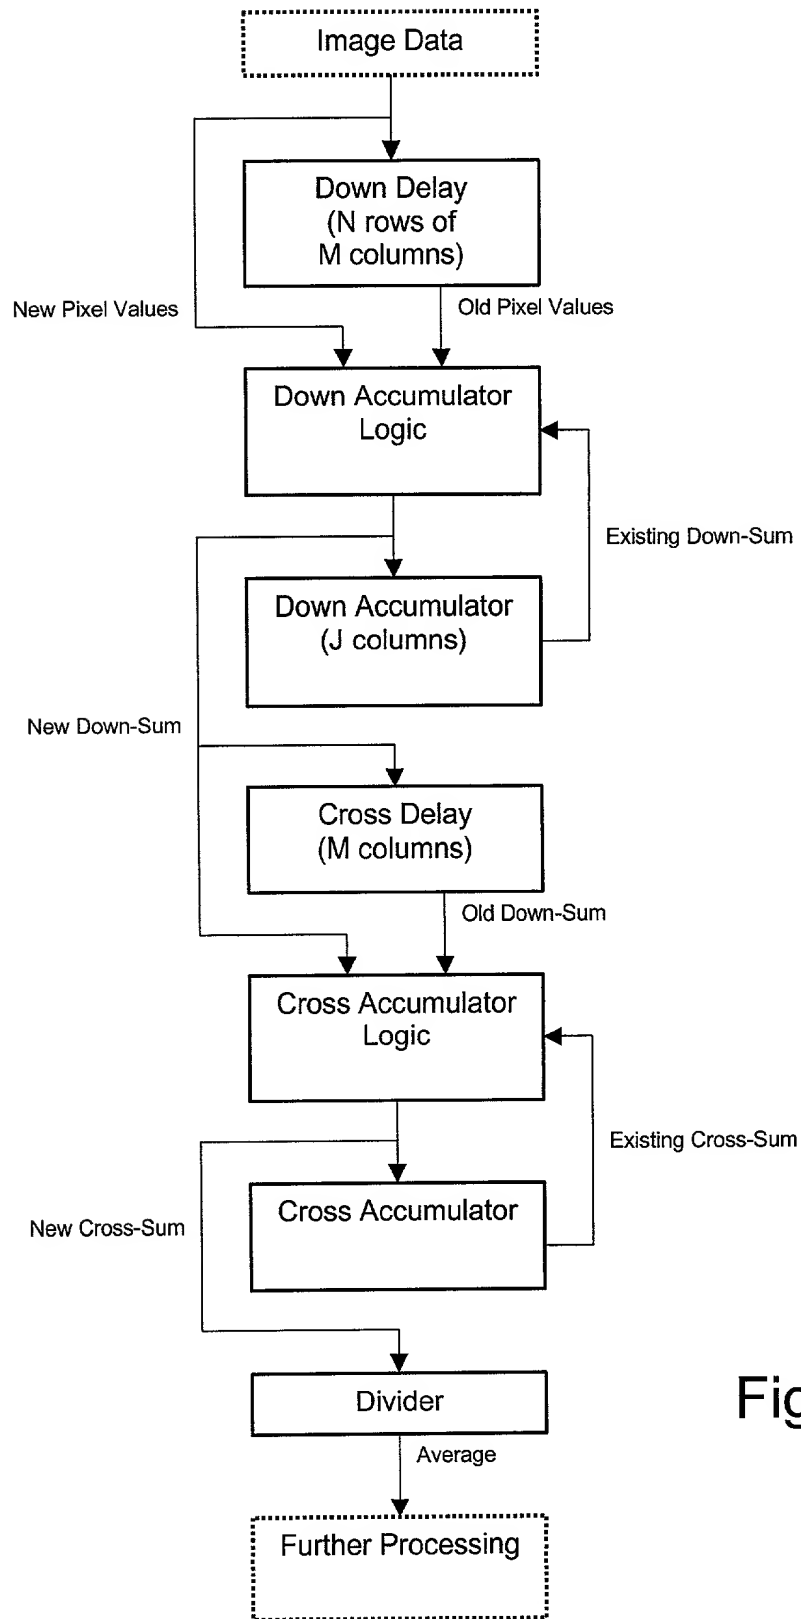 Image Data
Down Delay
(N rows of
M columns)
New Pixel Values
Old Pixel Values
Down Accumulator
Logic
Existing Down-Sum
Down Accumulator
(J columns)
New Down-Sum
Cross Delay
(M columns)
Old Down-Sum
Cross Accumulator
Logic
Existing Cross-Sum
Cross Accumulator
New Cross-Sum
Divider
Average
Further Processing
Fig